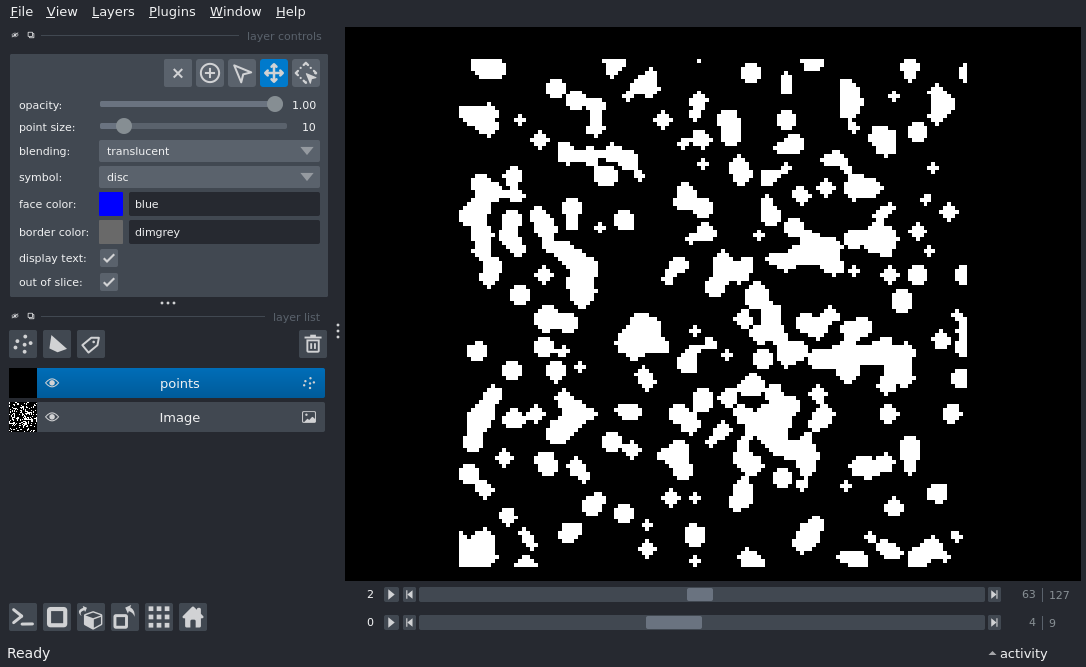 File View Layers Plugins Window Help
layer controls
opacity: 1.00
point size: 10
blending: translucent
symbol: disc
face color: blue
border color: dimgrey
display text:
out of slice:
layer list
points
Image
2 63 127
0 4 9
Ready activity